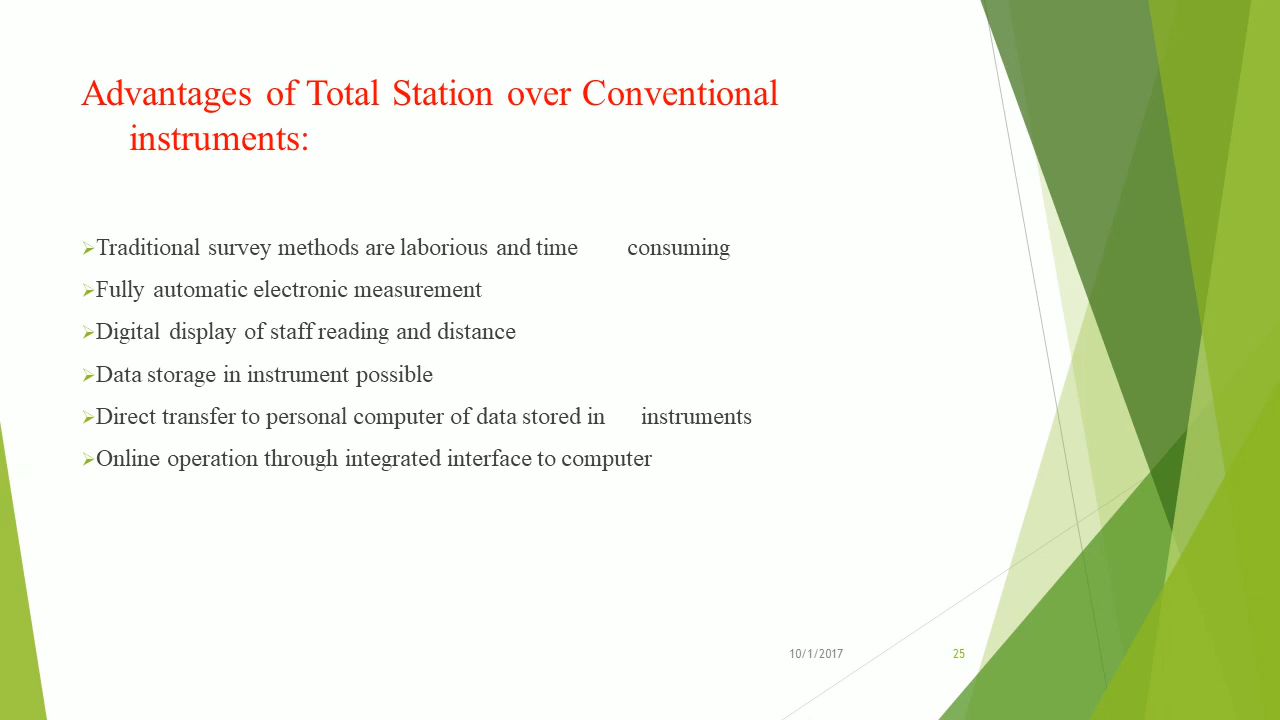 Advantages of Total Station over Conventional
instruments:
Traditional survey methods are laborious and time consuming
Fully automatic electronic measurement
Digital display of staff reading and distance
Data storage in instrument possible
Direct transfer to personal computer of data stored in instruments
Online operation through integrated interface to computer
10/1/2017
25